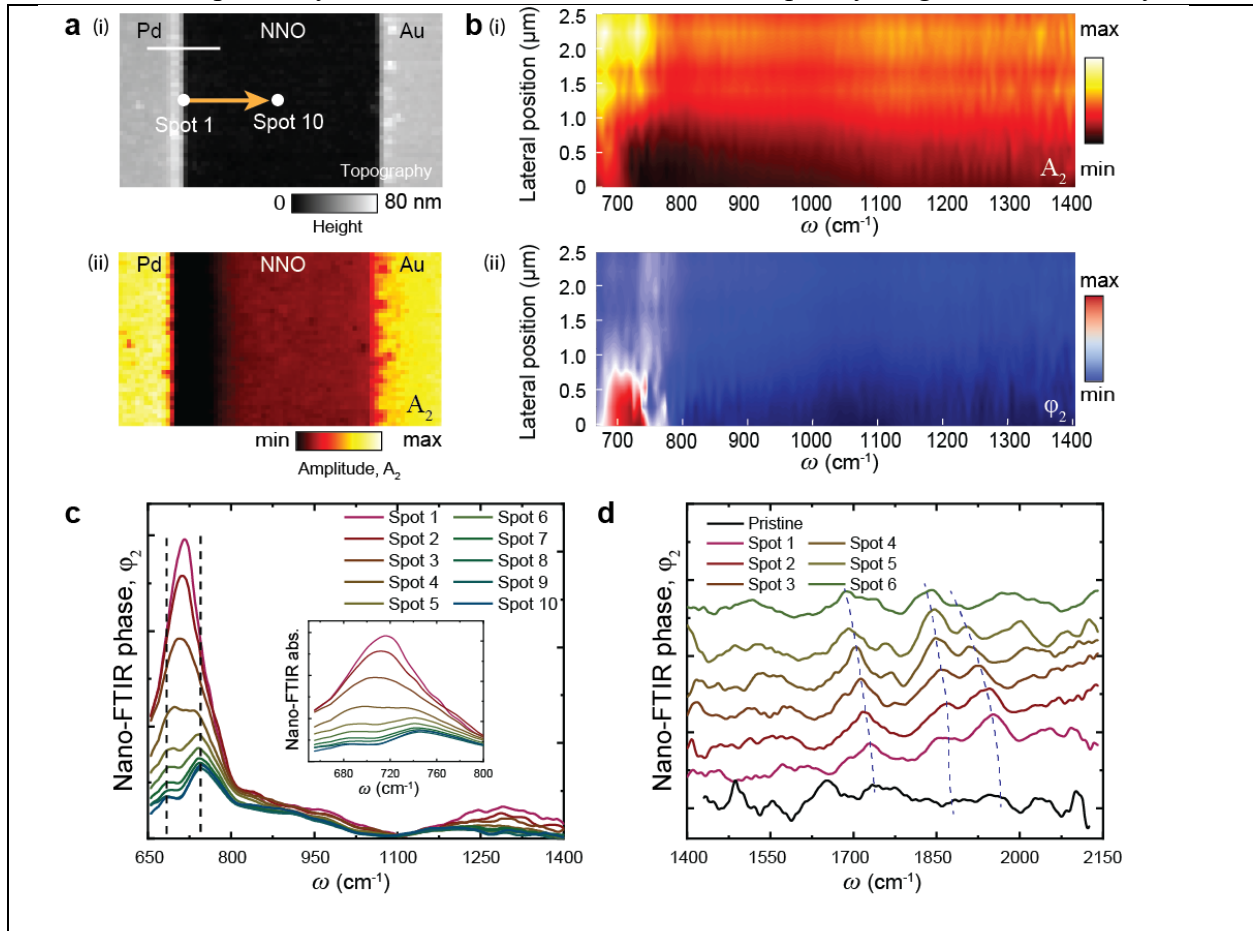 a (i) Pd NNO Au
Spot 1 Spot 10
Topography
0 80 nm
Height
(ii) Pd NNO Au
A2
min max
Amplitude, A2
b (i)
Lateral position (μm)
2.5
2.0
1.5
1.0
0.5
0
700 800 900 1000 1100 1200 1300 1400
ω (cm-1)
A2
max
min
(ii)
Lateral position (μm)
2.5
2.0
1.5
1.0
0.5
0
700 800 900 1000 1100 1200 1300 1400
ω (cm-1)
φ2
max
min
c
Nano-FTIR phase, φ2
Spot 1 Spot 6
Spot 2 Spot 7
Spot 3 Spot 8
Spot 4 Spot 9
Spot 5 Spot 10
Nano-FTIR abs.
680 720 760 800
ω (cm-1)
650 800 950 1100 1250 1400
ω (cm-1)
d
Nano-FTIR phase, φ2
Pristine
Spot 1 Spot 4
Spot 2 Spot 5
Spot 3 Spot 6
1400 1550 1700 1850 2000 2150
ω (cm-1)